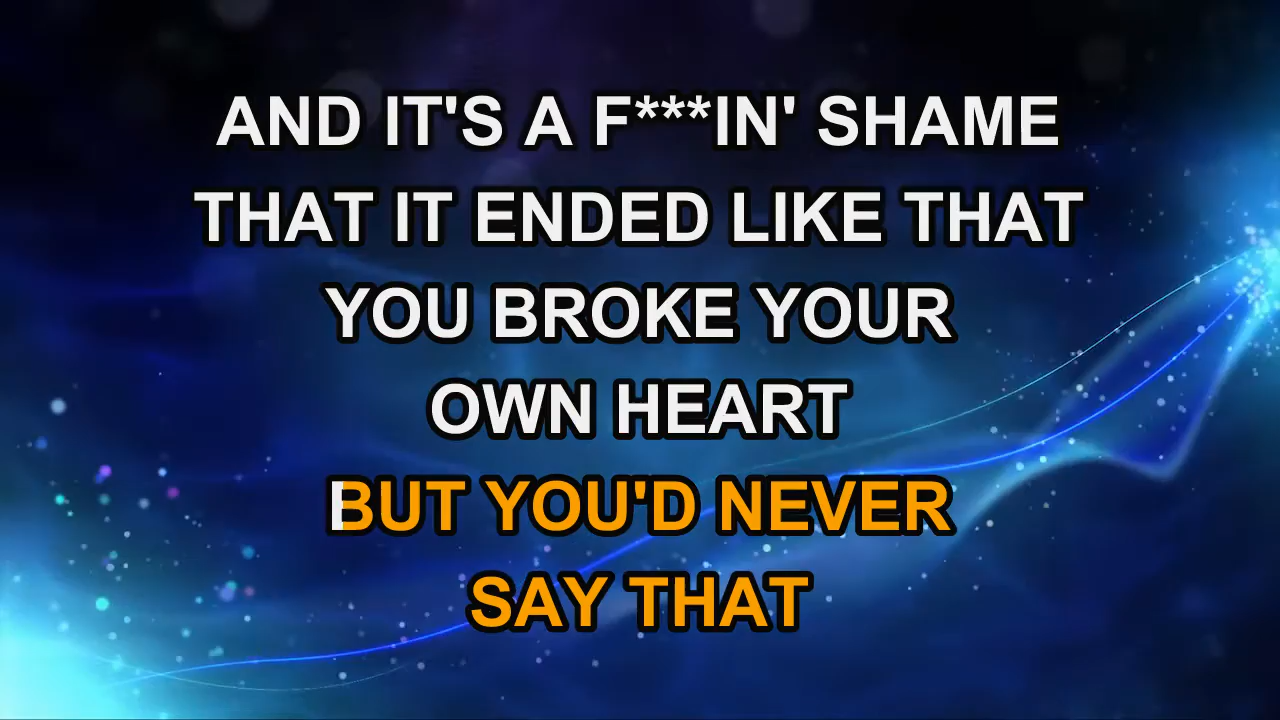 AND IT'S A F***IN' SHAME
THAT IT ENDED LIKE THAT
YOU BROKE YOUR
OWN HEART
BUT YOU'D NEVER
SAY THAT